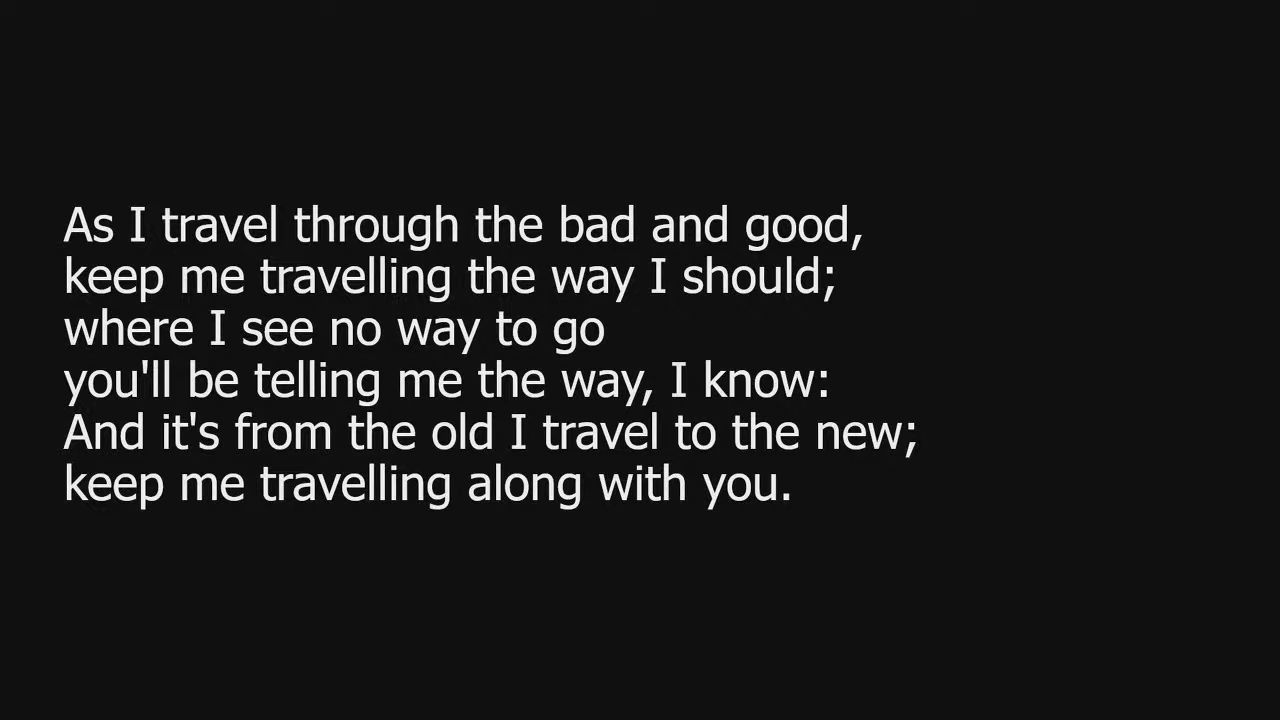 As I travel through the bad and good,
keep me travelling the way I should;
where I see no way to go
you'll be telling me the way, I know:
And it's from the old I travel to the new;
keep me travelling along with you.